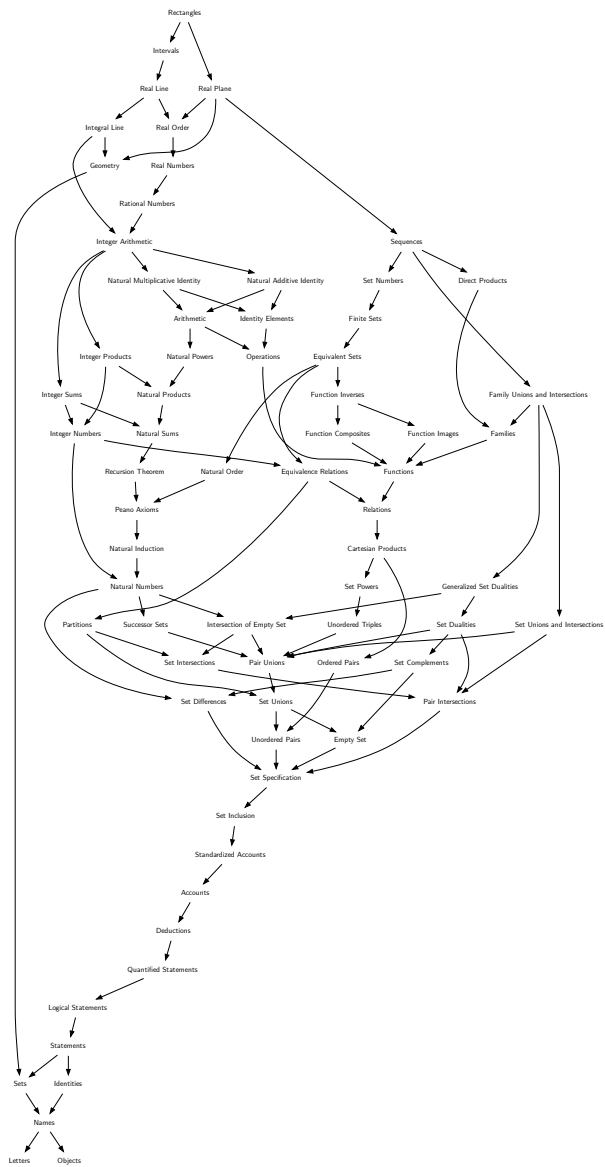 Rectangles
Intervals
Real Line
Real Plane
Integral Line
Real Order
Geometry
Real Numbers
Rational Numbers
Integer Arithmetic
Sequences
Natural Multiplicative Identity
Natural Additive Identity
Set Numbers
Direct Products
Arithmetic
Identity Elements
Finite Sets
Integer Products
Natural Powers
Operations
Equivalent Sets
Integer Sums
Natural Products
Function Inverses
Family Unions and Intersections
Integer Numbers
Natural Sums
Function Composites
Function Images
Families
Recursion Theorem
Natural Order
Equivalence Relations
Functions
Peano Axioms
Relations
Natural Induction
Cartesian Products
Natural Numbers
Set Powers
Generalized Set Dualities
Partitions
Successor Sets
Intersection of Empty Set
Unordered Triples
Set Dualities
Set Unions and Intersections
Set Intersections
Pair Unions
Ordered Pairs
Set Complements
Set Differences
Set Unions
Pair Intersections
Unordered Pairs
Empty Set
Set Specification
Set Inclusion
Standardized Accounts
Accounts
Deductions
Quantified Statements
Logical Statements
Statements
Sets
Identities
Names
Letters
Objects